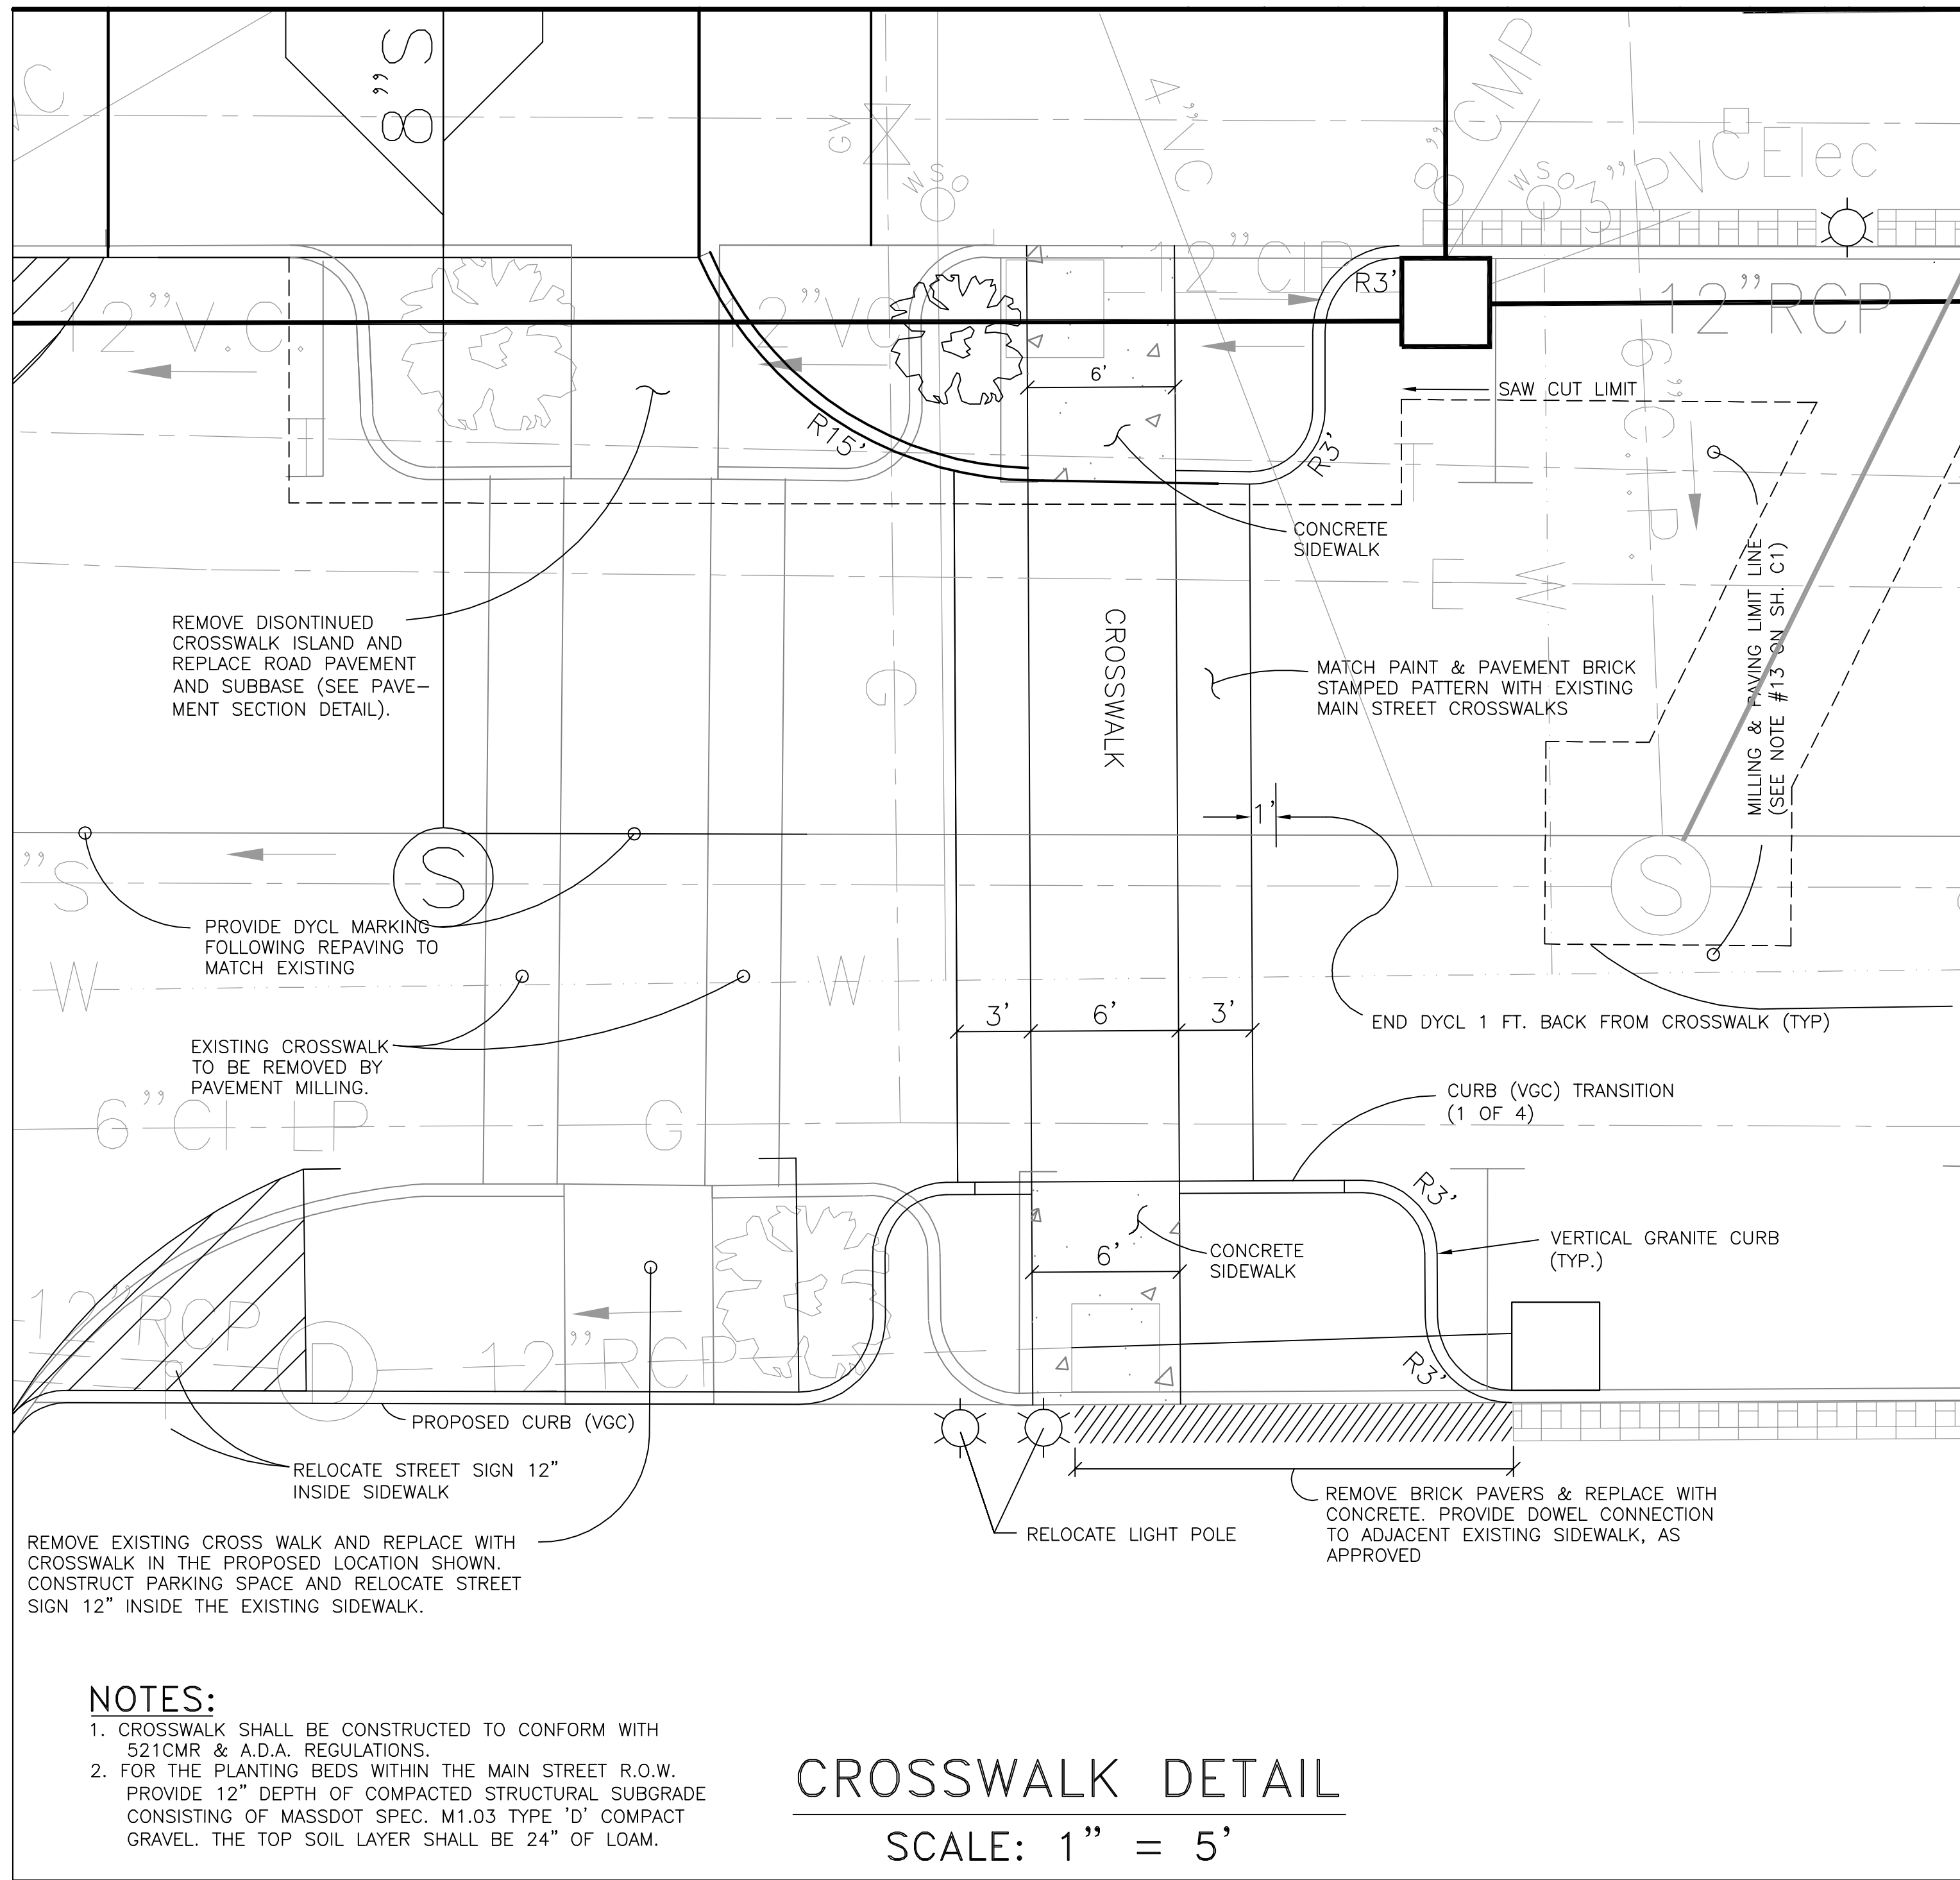 C
8"S
GV
WSO
4"VC
8" CMP
WSO
3"PVC
Elec
12"V.C.
12"VC
12"CIP
R3'
12"RCP
6'
SAW CUT LIMIT
R15'
R3'
CONCRETE
SIDEWALK
6"C.I.P.
T
E
W
REMOVE DISONTINUED
CROSSWALK ISLAND AND
REPLACE ROAD PAVEMENT
AND SUBBASE (SEE PAVE–
MENT SECTION DETAIL).
CROSSWALK
G
MATCH PAINT & PAVEMENT BRICK
STAMPED PATTERN WITH EXISTING
MAIN STREET CROSSWALKS
MILLING & PAVING LIMIT LINE
(SEE NOTE #13 ON SH. C1)
1'
"S
S
S
PROVIDE DYCL MARKING
FOLLOWING REPAVING TO
MATCH EXISTING
W
W
3'
6'
3'
END DYCL 1 FT. BACK FROM CROSSWALK (TYP)
EXISTING CROSSWALK
TO BE REMOVED BY
PAVEMENT MILLING.
6"CI LP
G
CURB (VGC) TRANSITION
(1 OF 4)
R3'
VERTICAL GRANITE CURB
(TYP.)
6'
CONCRETE
SIDEWALK
12"RCP
D
12"RCP
R3'
PROPOSED CURB (VGC)
RELOCATE STREET SIGN 12"
INSIDE SIDEWALK
RELOCATE LIGHT POLE
REMOVE BRICK PAVERS & REPLACE WITH
CONCRETE. PROVIDE DOWEL CONNECTION
TO ADJACENT EXISTING SIDEWALK, AS
APPROVED
REMOVE EXISTING CROSS WALK AND REPLACE WITH
CROSSWALK IN THE PROPOSED LOCATION SHOWN.
CONSTRUCT PARKING SPACE AND RELOCATE STREET
SIGN 12" INSIDE THE EXISTING SIDEWALK.
NOTES:
1. CROSSWALK SHALL BE CONSTRUCTED TO CONFORM WITH
521CMR & A.D.A. REGULATIONS.
2. FOR THE PLANTING BEDS WITHIN THE MAIN STREET R.O.W.
PROVIDE 12" DEPTH OF COMPACTED STRUCTURAL SUBGRADE
CONSISTING OF MASSDOT SPEC. M1.03 TYPE 'D' COMPACT
GRAVEL. THE TOP SOIL LAYER SHALL BE 24" OF LOAM.
CROSSWALK DETAIL
SCALE: 1" = 5'